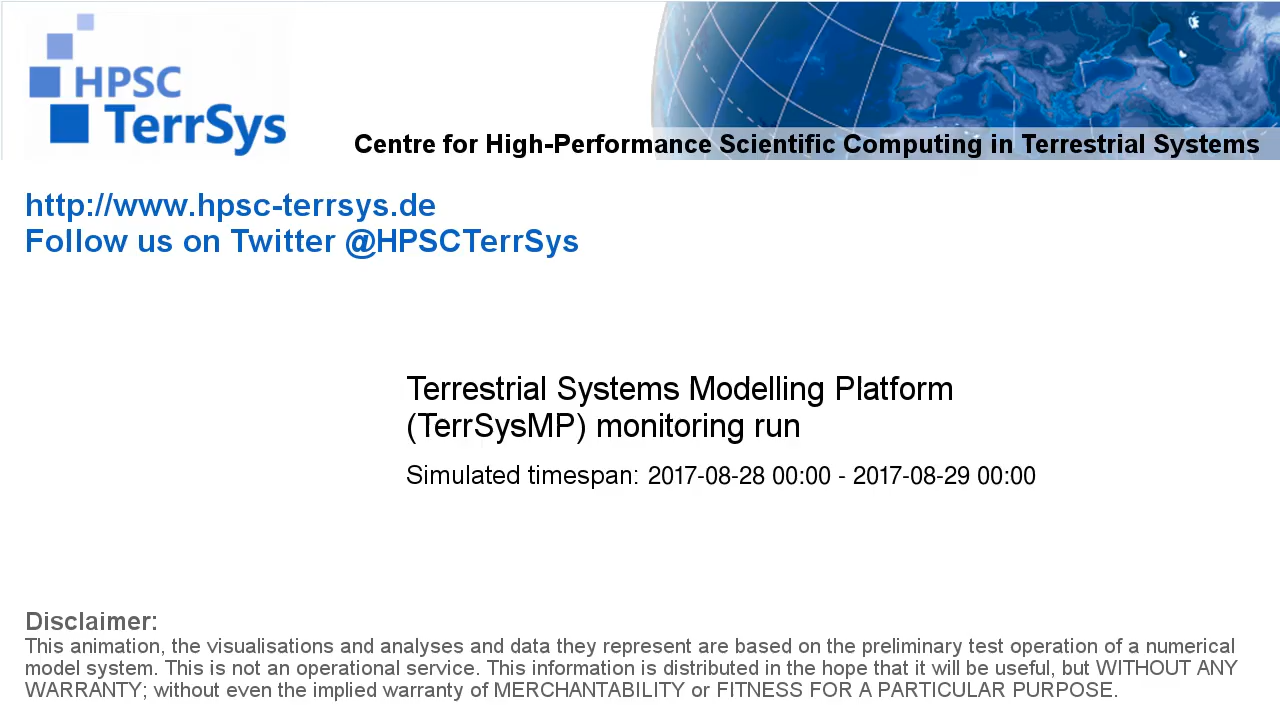 HPSC
TerrSys
Centre for High-Performance Scientific Computing in Terrestrial Systems
http://www.hpsc-terrsys.de
Follow us on Twitter @HPSCTerrSys
Terrestrial Systems Modelling Platform
(TerrSysMP) monitoring run
Simulated timespan: 2017-08-28 00:00 - 2017-08-29 00:00
Disclaimer:
This animation, the visualisations and analyses and data they represent are based on the preliminary test operation of a numerical
model system. This is not an operational service. This information is distributed in the hope that it will be useful, but WITHOUT ANY
WARRANTY; without even the implied warranty of MERCHANTABILITY or FITNESS FOR A PARTICULAR PURPOSE.